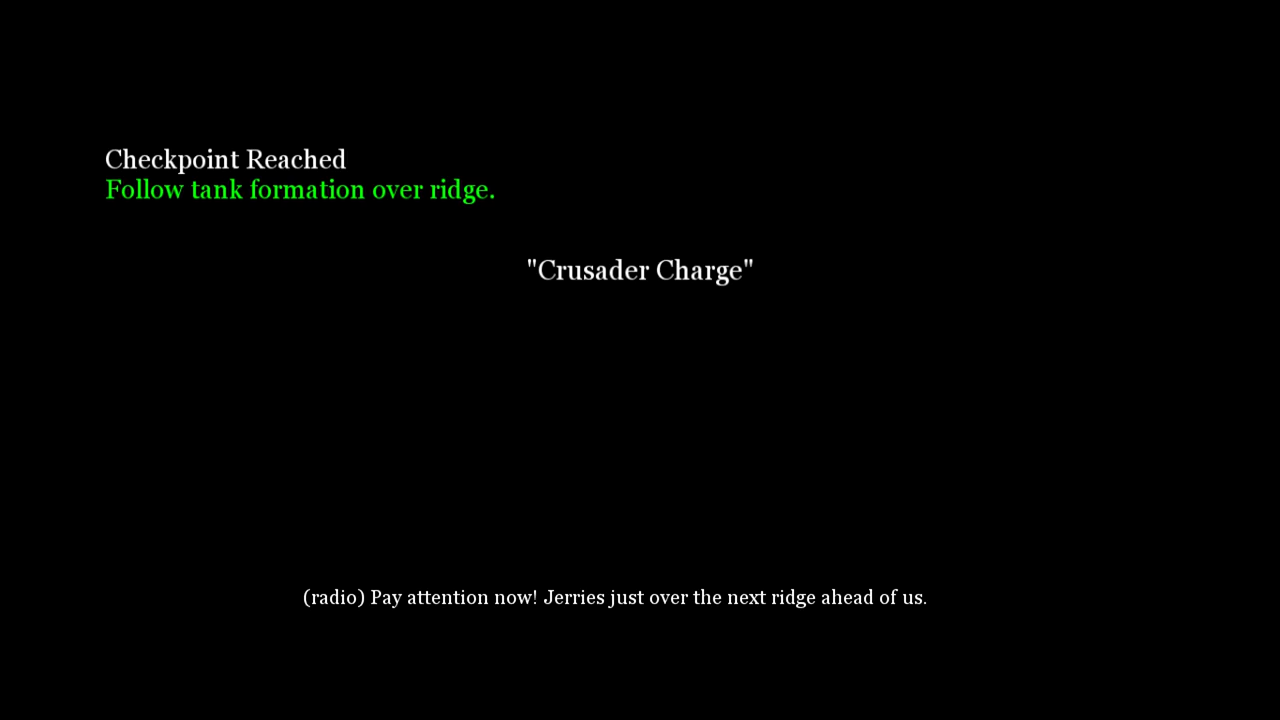 Checkpoint Reached
Follow tank formation over ridge.
"Crusader Charge"
(radio) Pay attention now! Jerries just over the next ridge ahead of us.